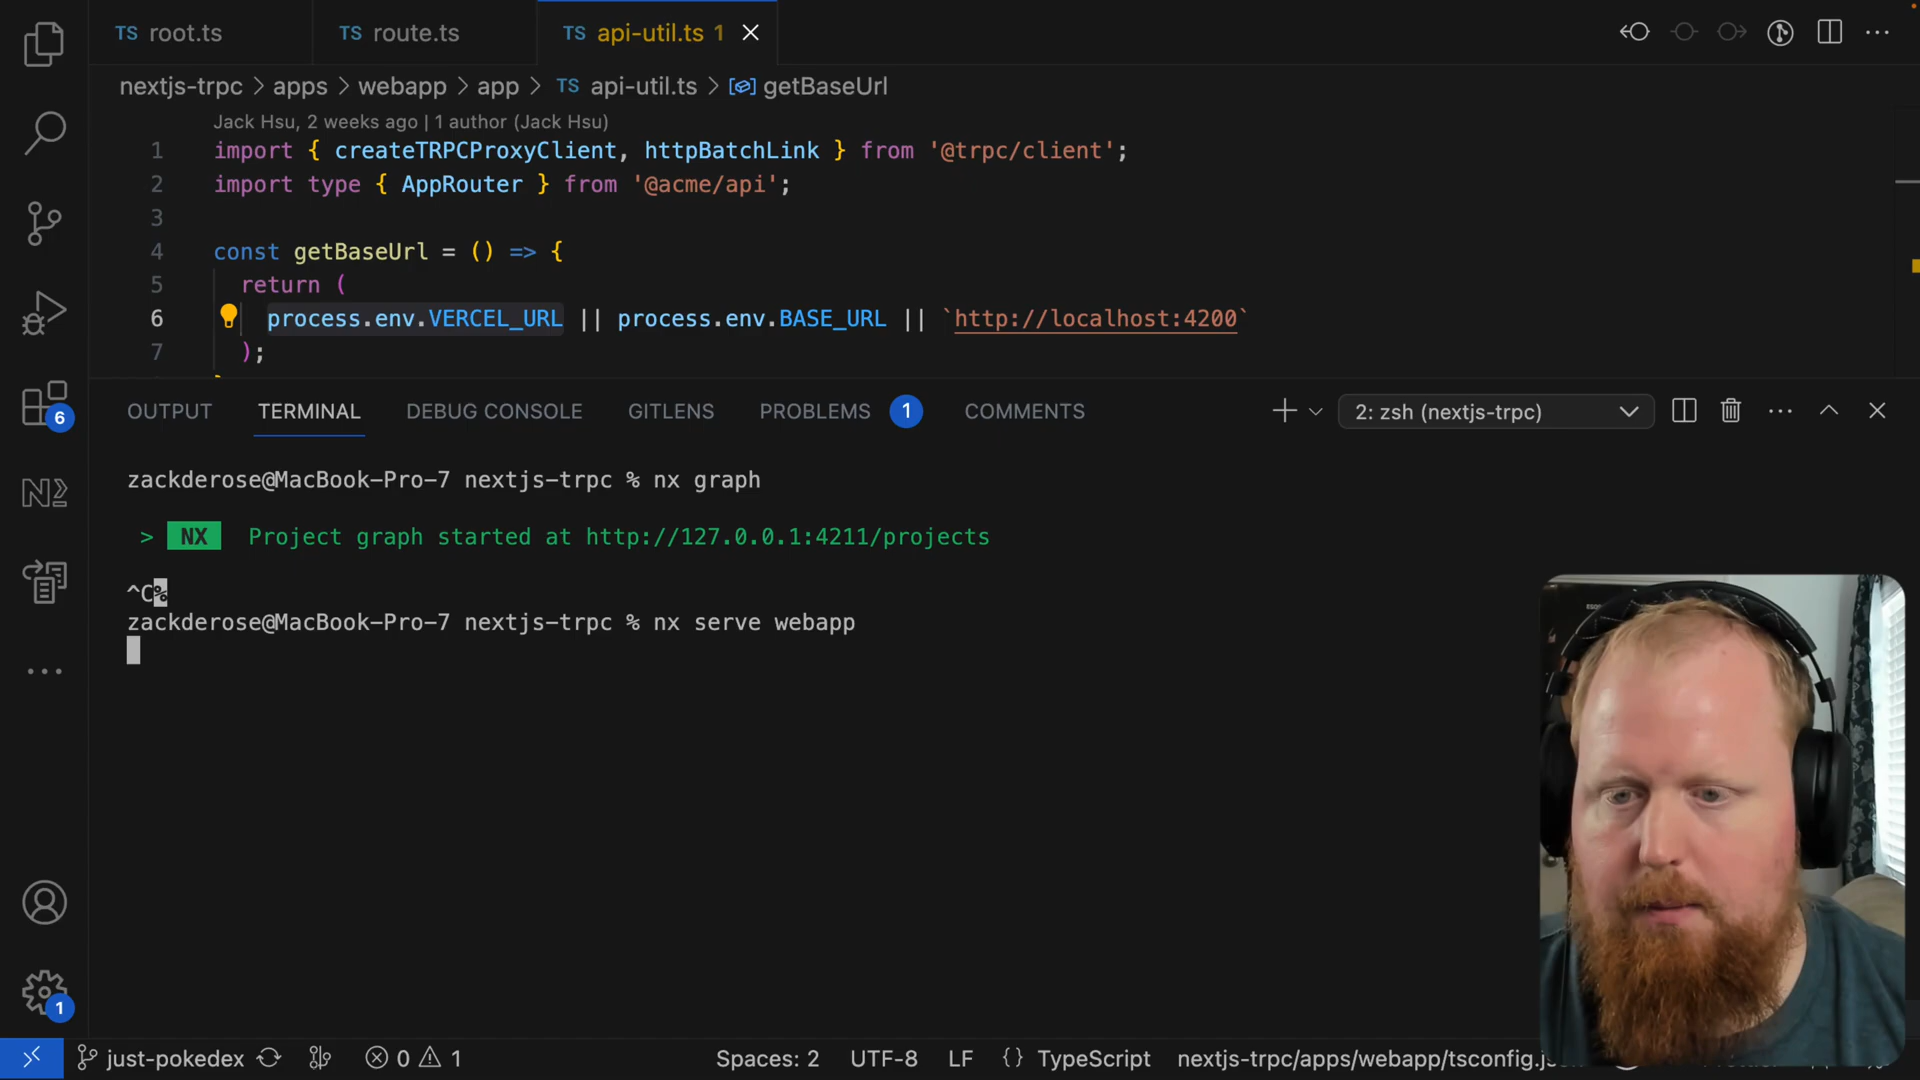 TS root.ts
TS route.ts
TS api-util.ts 1
nextjs-trpc > apps > webapp > app > TS api-util.ts > getBaseUrl
Jack Hsu, 2 weeks ago | 1 author (Jack Hsu)
1 import { createTRPCProxyClient, httpBatchLink } from '@trpc/client';
2 import type { AppRouter } from '@acme/api';
3
4 const getBaseUrl = () => {
5 return (
6 process.env.VERCEL_URL || process.env.BASE_URL || `http://localhost:4200`
7 );
OUTPUT TERMINAL DEBUG CONSOLE GITLENS PROBLEMS 1 COMMENTS
2: zsh (nextjs-trpc)
zackderose@MacBook-Pro-7 nextjs-trpc % nx graph
> NX Project graph started at http://127.0.0.1:4211/projects
^C%
zackderose@MacBook-Pro-7 nextjs-trpc % nx serve webapp
6
1
just-pokedex 0 1
Spaces: 2 UTF-8 LF {} TypeScript nextjs-trpc/apps/webapp/tsconfig.js